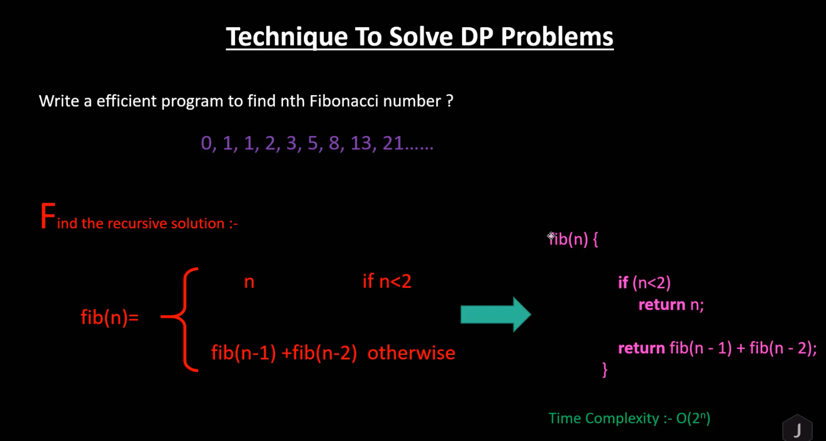 Technique To Solve DP Problems
Write a efficient program to find nth Fibonacci number ?
0, 1, 1, 2, 3, 5, 8, 13, 21......
Find the recursive solution :-
fib(n)=
n if n<2
fib(n-1) +fib(n-2) otherwise
fib(n) {
if (n<2)
return n;
return fib(n - 1) + fib(n - 2);
}
Time Complexity :- O(2ⁿ)
J